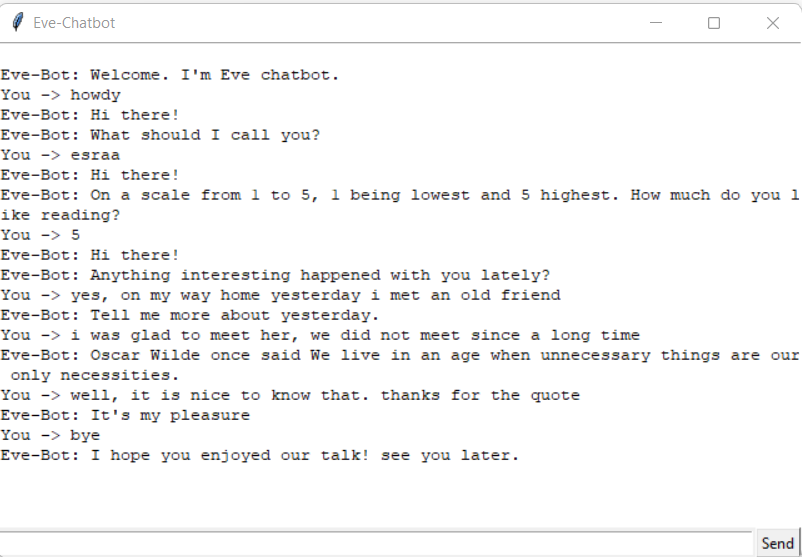 Eve-Chatbot
Eve-Bot: Welcome. I'm Eve chatbot.
You -> howdy
Eve-Bot: Hi there!
Eve-Bot: What should I call you?
You -> esraa
Eve-Bot: Hi there!
Eve-Bot: On a scale from 1 to 5, 1 being lowest and 5 highest. How much do you l
ike reading?
You -> 5
Eve-Bot: Hi there!
Eve-Bot: Anything interesting happened with you lately?
You -> yes, on my way home yesterday i met an old friend
Eve-Bot: Tell me more about yesterday.
You -> i was glad to meet her, we did not meet since a long time
Eve-Bot: Oscar Wilde once said We live in an age when unnecessary things are our
only necessities.
You -> well, it is nice to know that. thanks for the quote
Eve-Bot: It's my pleasure
You -> bye
Eve-Bot: I hope you enjoyed our talk! see you later.
Send